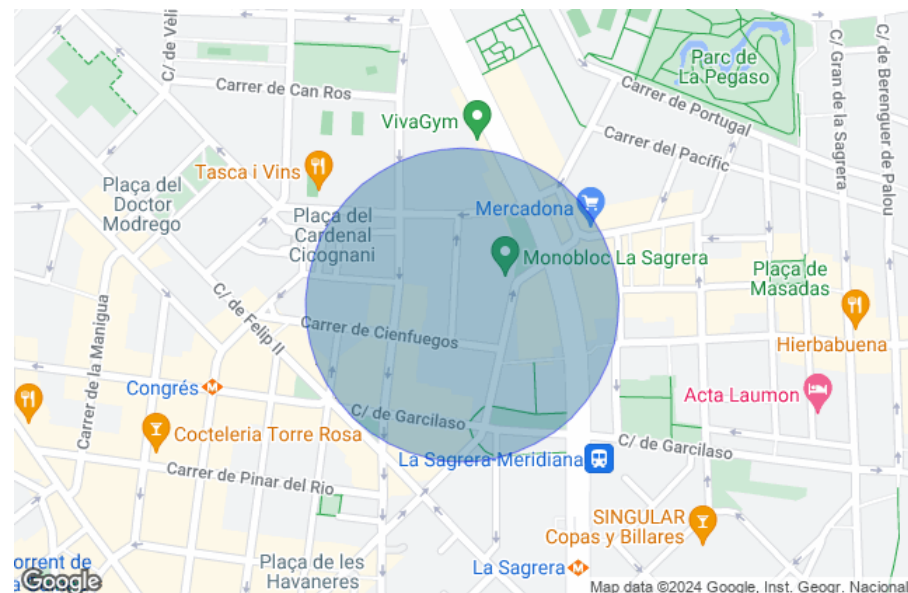 C/ de Veli
Carrer de Can Ros
VivaGym
Parc de
La Pegaso
Carrer de Portugal
C/ Gran de la Sagrera
C/ de Berenguer de Palou
Carrer del Pacífic
Tasca i Vins
Plaça del
Doctor
Modrego
Plaça del
Cardenal
Cicognani
Mercadona
Monobloc La Sagrera
Plaça de
Masadas
C/ de Felip II
Carrer de Cienfuegos
Hierbabuena
Carrer de la Manigua
Congrés
Acta Laumon
C/ de Garcilaso
Cocteleria Torre Rosa
C/ de Garcilaso
La Sagrera-Meridiana
Carrer de Pinar del Rio
SINGULAR
Copas y Billares
Plaça de les
Havaneres
La Sagrera
orrent de
Google
Map data ©2024 Google, Inst. Geogr. Nacional